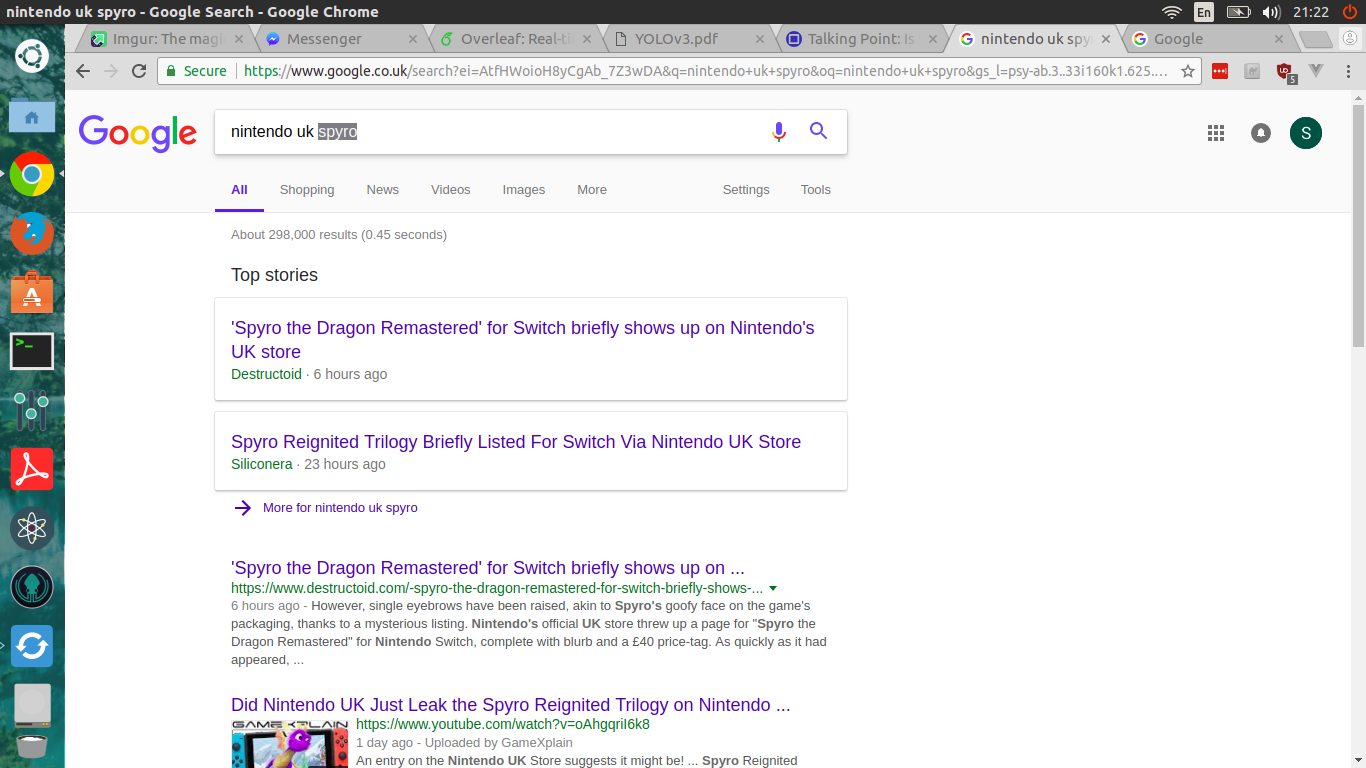 nintendo uk spyro - Google Search - Google Chrome
En
21:22
Imgur: The magi
Messenger
Overleaf: Real-ti
YOLOv3.pdf
Talking Point: Is
nintendo uk spy
Google
Secure
https://www.google.co.uk/search?ei=AtfHWoioH8yCgAb_7Z3wDA&q=nintendo+uk+spyro&oq=nintendo+uk+spyro&gs_l=psy-ab.3..33i160k1.625....
5
Google
nintendo uk spyro
S
All
Shopping
News
Videos
Images
More
Settings
Tools
About 298,000 results (0.45 seconds)
Top stories
'Spyro the Dragon Remastered' for Switch briefly shows up on Nintendo's
UK store
Destructoid · 6 hours ago
Spyro Reignited Trilogy Briefly Listed For Switch Via Nintendo UK Store
Siliconera · 23 hours ago
More for nintendo uk spyro
'Spyro the Dragon Remastered' for Switch briefly shows up on ...
https://www.destructoid.com/-spyro-the-dragon-remastered-for-switch-briefly-shows-...
6 hours ago - However, single eyebrows have been raised, akin to Spyro's goofy face on the game's
packaging, thanks to a mysterious listing. Nintendo's official UK store threw up a page for "Spyro the
Dragon Remastered" for Nintendo Switch, complete with blurb and a £40 price-tag. As quickly as it had
appeared, ...
Did Nintendo UK Just Leak the Spyro Reignited Trilogy on Nintendo ...
GAMEXPLAIN
https://www.youtube.com/watch?v=oAhgqriI6k8
1 day ago - Uploaded by GameXplain
An entry on the Nintendo UK Store suggests it might be! ... Spyro Reignited